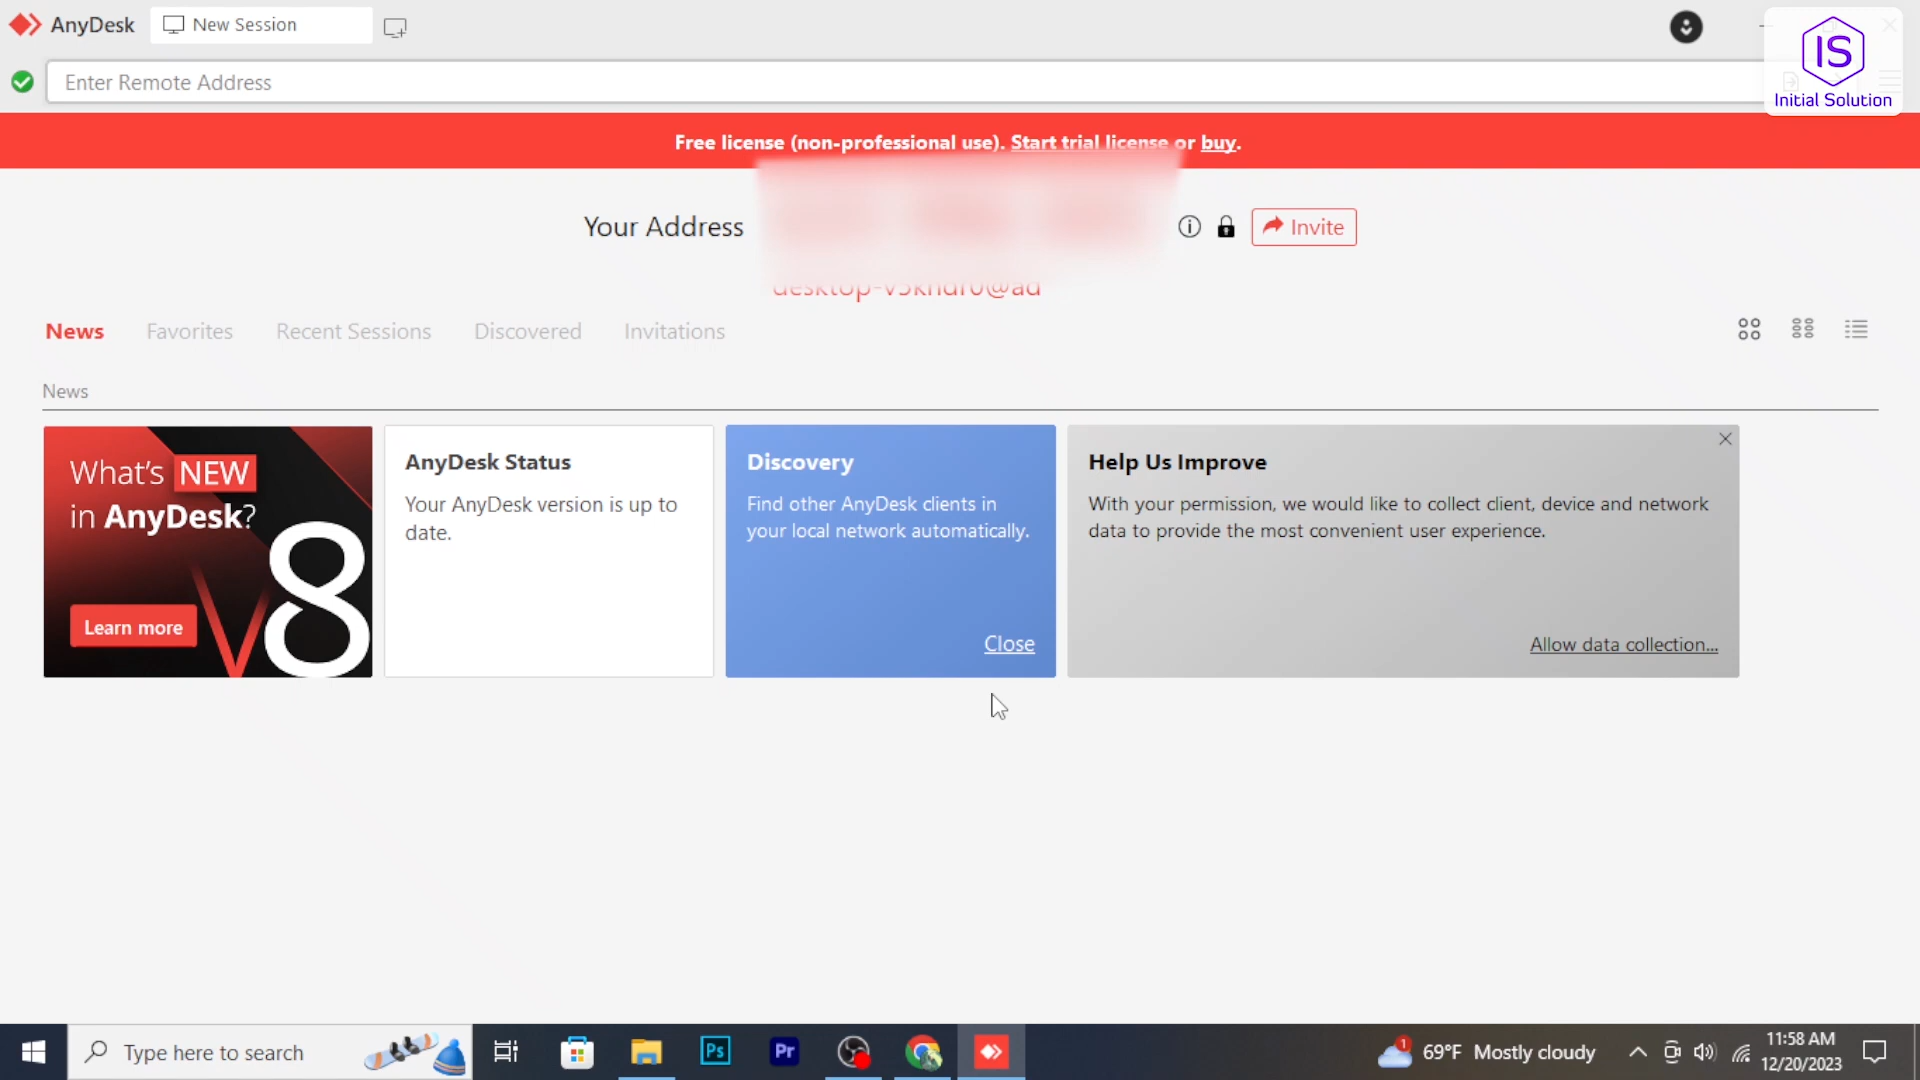 AnyDesk
New Session
IS
Initial Solution
Enter Remote Address
Free license (non-professional use). Start trial license or buy.
Your Address
Invite
News
Favorites
Recent Sessions
Discovered
Invitations
News
What's NEW
in AnyDesk?
V8
Learn more
AnyDesk Status
Your AnyDesk version is up to
date.
Discovery
Find other AnyDesk clients in
your local network automatically.
Close
Help Us Improve
With your permission, we would like to collect client, device and network
data to provide the most convenient user experience.
Allow data collection...
Type here to search
Ps
Pr
1
69°F Mostly cloudy
11:58 AM
12/20/2023